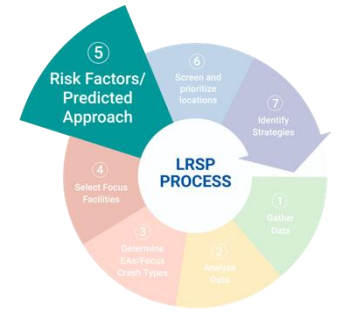 5
Risk Factors/
Predicted
Approach
6
Screen and
prioritize
locations
7
Identify
Strategies
LRSP
PROCESS
4
Select Focus
Facilities
1
Gather
Data
3
Determine
EAs/Focus
Crash Types
2
Analyze
Data